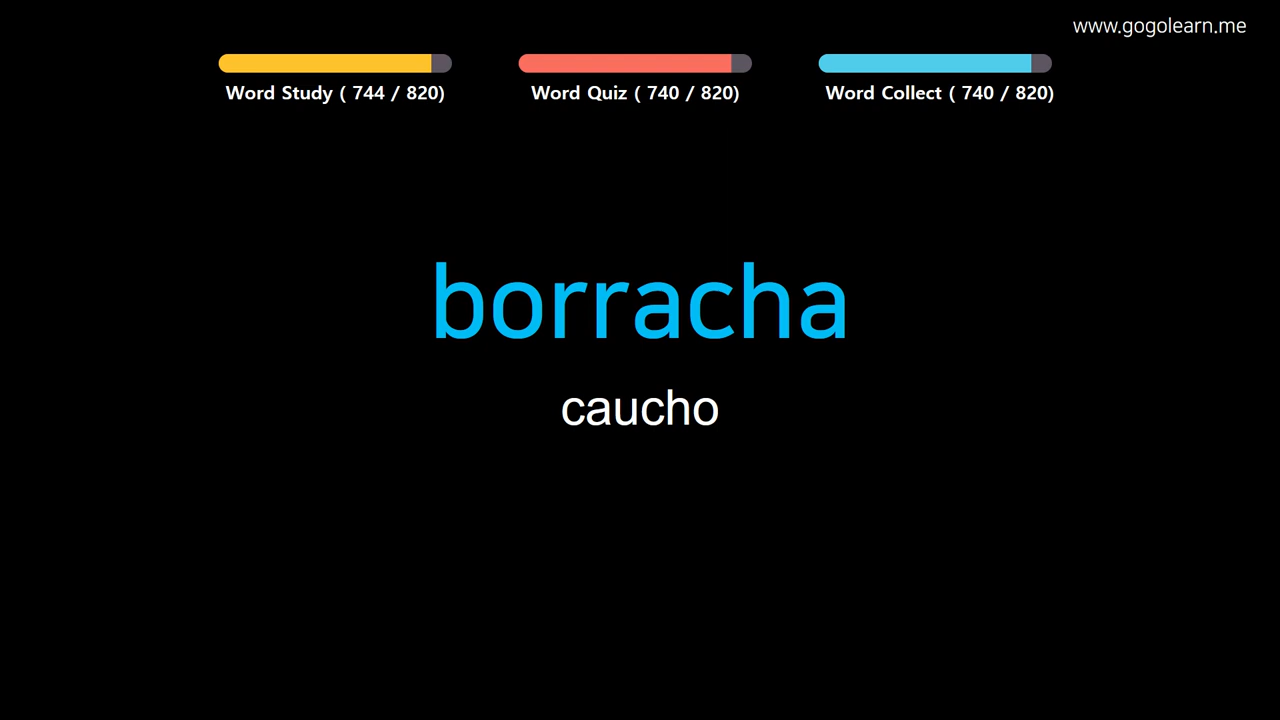 www.gogolearn.me
Word Study ( 744 / 820)
Word Quiz ( 740 / 820)
Word Collect ( 740 / 820)
borracha
caucho